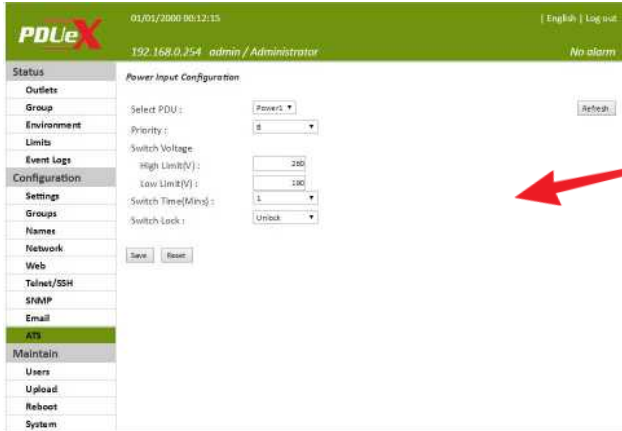 01/01/2000 00:12:15
| English | Log out
PDUeX
192.168.0.254 admin / Administrator
No alarm
Status
Outlets
Group
Environment
Limits
Event Logs
Configuration
Settings
Groups
Names
Network
Web
Telnet/SSH
SNMP
Email
ATS
Maintain
Users
Upload
Reboot
System
Power Input Configuration
Select PDU : Power1
Refresh
Priority : B
Switch Voltage
High Limit(V) : 260
Low Limit(V) : 190
Switch Time(Mins) : 1
Switch Lock : Unlock
Save Reset